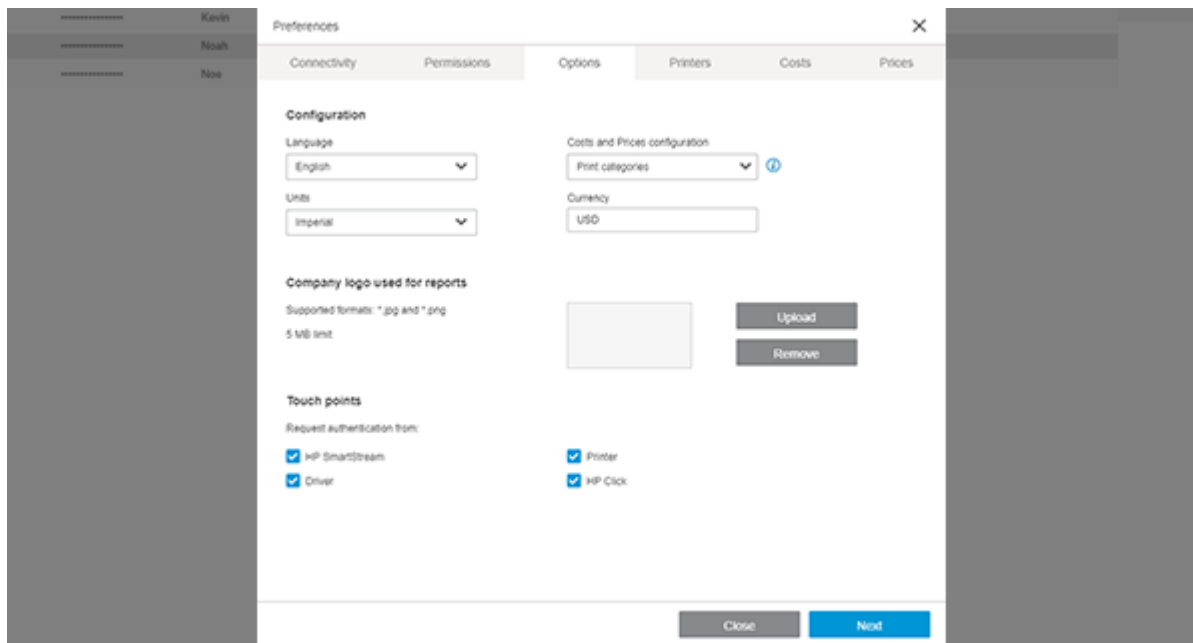 Kevin
Noah
Noe
Preferences
Connectivity Permissions Options Printers Costs Prices
Configuration
Language
English
Costs and Prices configuration
Print categories
Units
Imperial
Currency
USD
Company logo used for reports
Supported formats: *.jpg and *.png
5 MB limit
Upload
Remove
Touch points
Request authentication from:
HP SmartStream
Printer
Driver
HP Click
Close Next